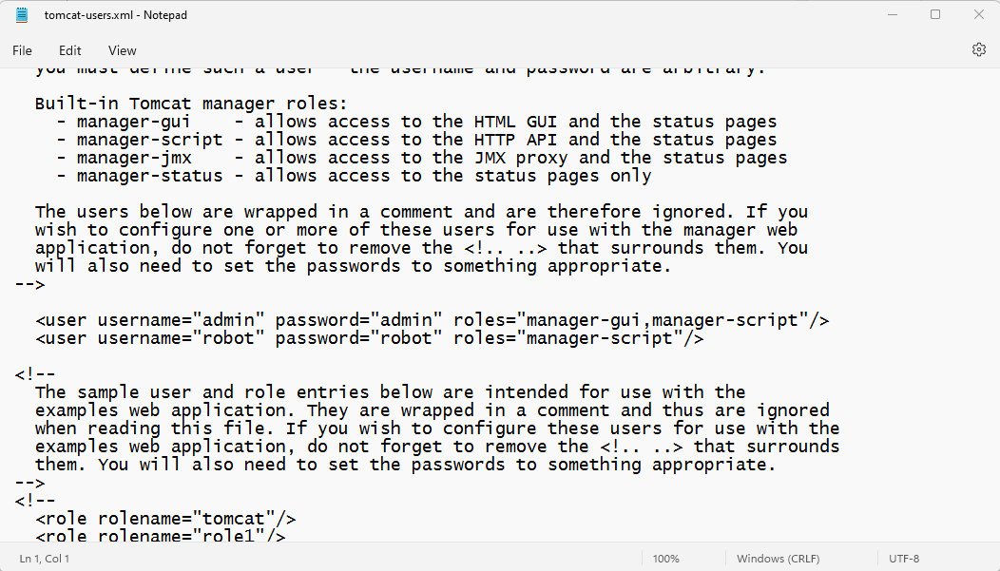 tomcat-users.xml - Notepad
File Edit View
you must define such a user - the username and password are arbitrary.
Built-in Tomcat manager roles:
- manager-gui - allows access to the HTML GUI and the status pages
- manager-script - allows access to the HTTP API and the status pages
- manager-jmx - allows access to the JMX proxy and the status pages
- manager-status - allows access to the status pages only
The users below are wrapped in a comment and are therefore ignored. If you
wish to configure one or more of these users for use with the manager web
application, do not forget to remove the <!.. ..> that surrounds them. You
will also need to set the passwords to something appropriate.
-->
<user username="admin" password="admin" roles="manager-gui,manager-script"/>
<user username="robot" password="robot" roles="manager-script"/>
<!--
The sample user and role entries below are intended for use with the
examples web application. They are wrapped in a comment and thus are ignored
when reading this file. If you wish to configure these users for use with the
examples web application, do not forget to remove the <!.. ..> that surrounds
them. You will also need to set the passwords to something appropriate.
-->
<!--
<role rolename="tomcat"/>
<role rolename="role1"/>
Ln 1, Col 1 100% Windows (CRLF) UTF-8